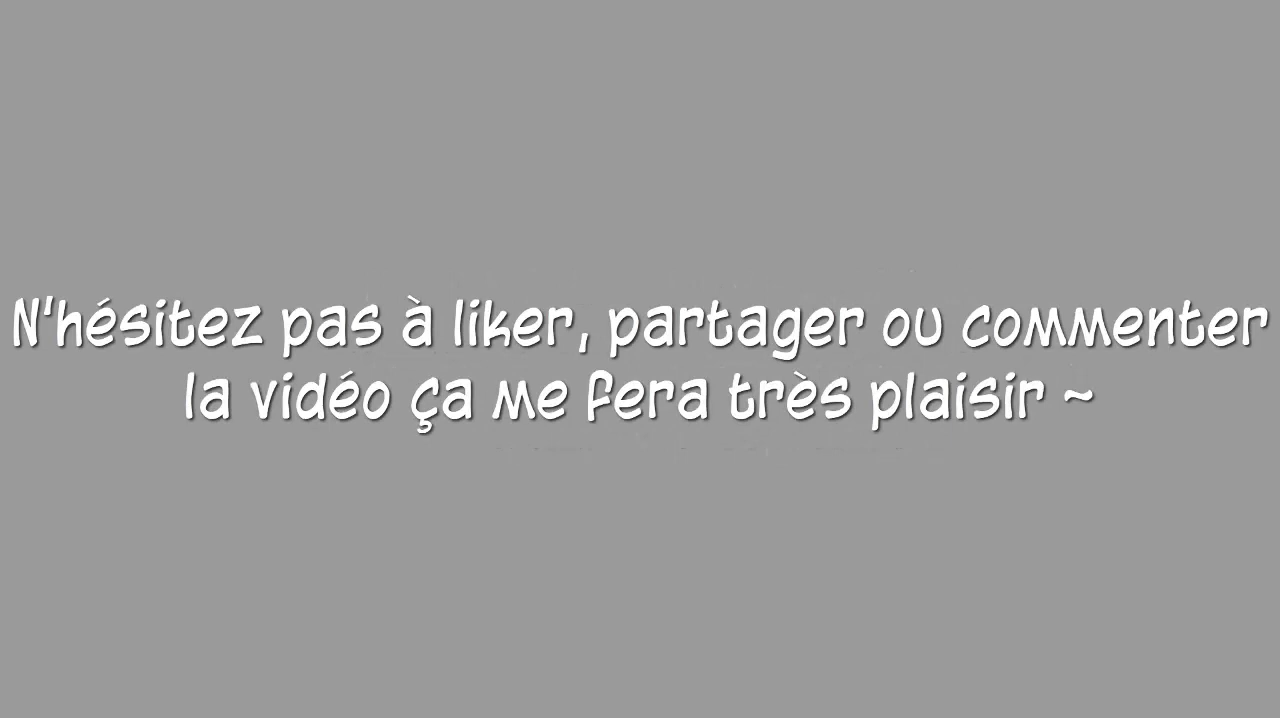 N'hésitez pas à liker, partager ou commenter
la vidéo ça me fera très plaisir ~